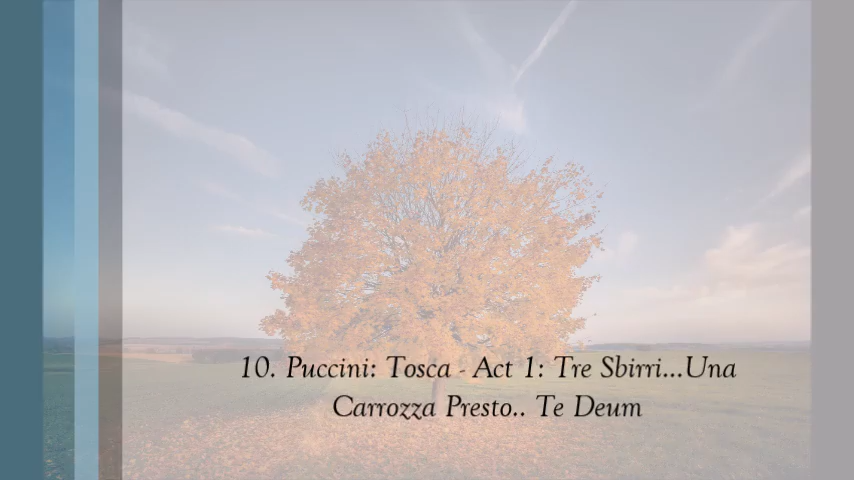 10. Puccini: Tosca - Act 1: Tre Sbirri...Una
Carrozza Presto.. Te Deum